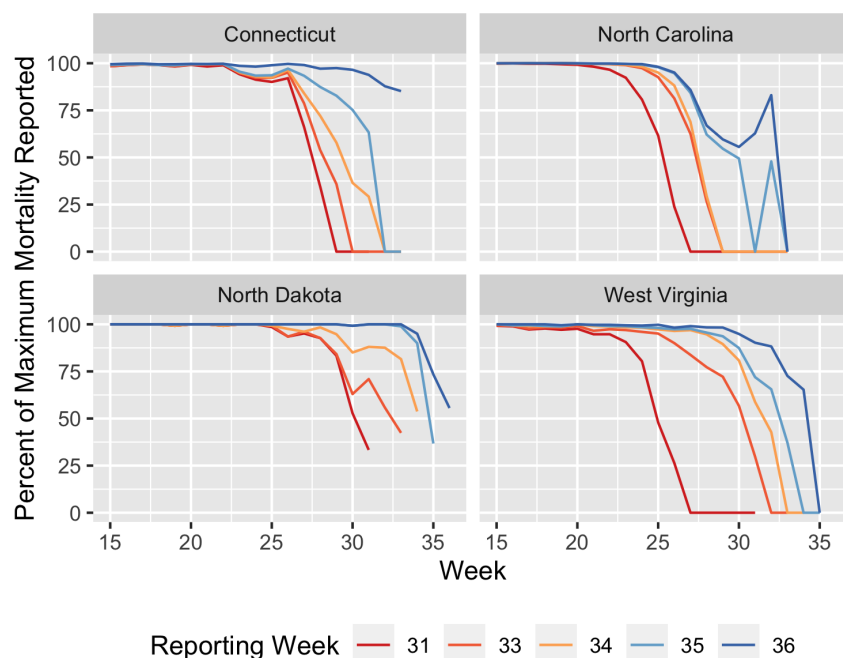 Connecticut
North Carolina
Percent of Maximum Mortality Reported
100
75
50
25
0
North Dakota
West Virginia
100
75
50
25
0
15 20 25 30 35
15 20 25 30 35
Week
Reporting Week 31 33 34 35 36